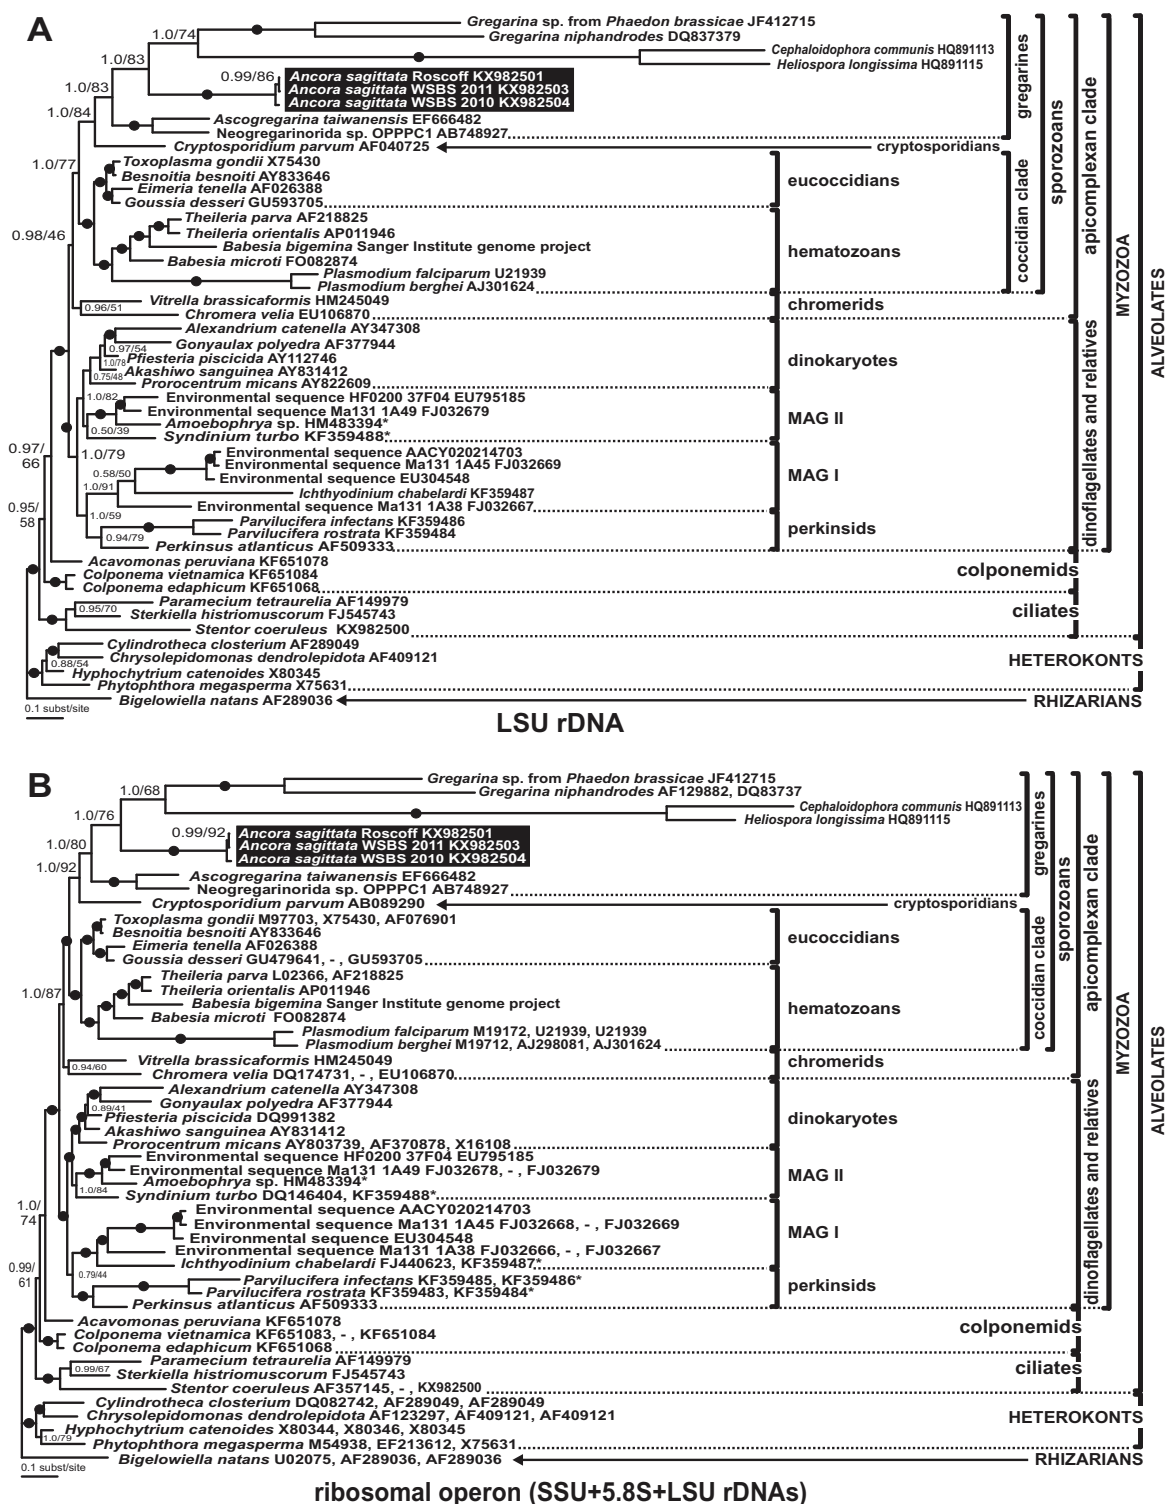 A
Gregarina sp. from Phaedon brassicae JF412715
1.0/74
Gregarina niphandrodes DQ837379
Cephaloidophora communis HQ891113
1.0/83
Heliospora longissima HQ891115
0.99/86
Ancora sagittata Roscoff KX982501
1.0/83
Ancora sagittata WSBS 2011 KX982503
Ancora sagittata WSBS 2010 KX982504
1.0/84
Ascogregarina taiwanensis EF666482
Neogregarinorida sp. OPPPC1 AB748927
gregarines
Cryptosporidium parvum AF040725
cryptosporidians
1.0/77
Toxoplasma gondii X75430
Besnoitia besnoiti AY833646
Eimeria tenella AF026388
Goussia desseri GU593705
eucoccidians
Theileria parva AF218825
Theileria orientalis AP011946
0.98/46
Babesia bigemina Sanger Institute genome project
Babesia microti FO082874
hematozoans
Plasmodium falciparum U21939
Plasmodium berghei AJ301624
coccidian clade
sporozoans
Vitrella brassicaformis HM245049
0.96/51
chromerids
Chromera velia EU106870
apicomplexan clade
Alexandrium catenella AY347308
Gonyaulax polyedra AF377944
0.97/54
Pfiesteria piscicida AY112746
1.0/78
Akashiwo sanguinea AY831412
0.75/48
Prorocentrum micans AY822609
dinokaryotes
1.0/82
Environmental sequence HF0200 37F04 EU795185
Environmental sequence Ma131 1A49 FJ032679
Amoebophrya sp. HM483394*
0.50/39
Syndinium turbo KF359488*
MAG II
0.97/
66
1.0/79
Environmental sequence AACY020214703
Environmental sequence Ma131 1A45 FJ032669
0.58/50
Environmental sequence EU304548
1.0/91
Ichthyodinium chabelardi KF359487
Environmental sequence Ma131 1A38 FJ032667
MAG I
0.95/
58
1.0/59
Parvilucifera infectans KF359486
Parvilucifera rostrata KF359484
0.94/79
Perkinsus atlanticus AF509333
perkinsids
dinoflagellates and relatives
MYZOZOA
Acavomonas peruviana KF651078
Colponema vietnamica KF651084
Colponema edaphicum KF651068
colponemids
Paramecium tetraurelia AF149979
0.95/70
Sterkiella histriomuscorum FJ545743
Stentor coeruleus KX982500
ciliates
ALVEOLATES
Cylindrotheca closterium AF289049
Chrysolepidomonas dendrolepidota AF409121
0.88/54
Hyphochytrium catenoides X80345
Phytophthora megasperma X75631
HETEROKONTS
Bigelowiella natans AF289036
RHIZARIANS
0.1 subst/site
LSU rDNA
B
Gregarina sp. from Phaedon brassicae JF412715
1.0/68
Gregarina niphandrodes AF129882, DQ83737
Cephaloidophora communis HQ891113
1.0/76
Heliospora longissima HQ891115
0.99/92
Ancora sagittata Roscoff KX982501
1.0/80
Ancora sagittata WSBS 2011 KX982503
Ancora sagittata WSBS 2010 KX982504
1.0/92
Ascogregarina taiwanensis EF666482
Neogregarinorida sp. OPPPC1 AB748927
gregarines
Cryptosporidium parvum AB089290
cryptosporidians
Toxoplasma gondii M97703, X75430, AF076901
Besnoitia besnoiti AY833646
Eimeria tenella AF026388
Goussia desseri GU479641, - , GU593705
eucoccidians
Theileria parva L02366, AF218825
Theileria orientalis AP011946
1.0/87
Babesia bigemina Sanger Institute genome project
Babesia microti FO082874
hematozoans
Plasmodium falciparum M19172, U21939, U21939
Plasmodium berghei M19712, AJ298081, AJ301624
coccidian clade
sporozoans
Vitrella brassicaformis HM245049
0.94/60
chromerids
Chromera velia DQ174731, - , EU106870
apicomplexan clade
Alexandrium catenella AY347308
Gonyaulax polyedra AF377944
0.89/41
Pfiesteria piscicida DQ991382
Akashiwo sanguinea AY831412
Prorocentrum micans AY803739, AF370878, X16108
dinokaryotes
Environmental sequence HF0200 37F04 EU795185
Environmental sequence Ma131 1A49 FJ032678, - , FJ032679
Amoebophrya sp. HM483394*
1.0/84
Syndinium turbo DQ146404, KF359488*
MAG II
1.0/
74
Environmental sequence AACY020214703
Environmental sequence Ma131 1A45 FJ032668, - , FJ032669
Environmental sequence EU304548
Environmental sequence Ma131 1A38 FJ032666, - , FJ032667
Ichthyodinium chabelardi FJ440623, KF359487*
MAG I
0.99/
61
0.79/44
Parvilucifera infectans KF359485, KF359486*
Parvilucifera rostrata KF359483, KF359484*
Perkinsus atlanticus AF509333
perkinsids
dinoflagellates and relatives
MYZOZOA
Acavomonas peruviana KF651078
Colponema vietnamica KF651083, - , KF651084
Colponema edaphicum KF651068
colponemids
Paramecium tetraurelia AF149979
0.99/67
Sterkiella histriomuscorum FJ545743
Stentor coeruleus AF357145, - , KX982500
ciliates
ALVEOLATES
Cylindrotheca closterium DQ082742, AF289049, AF289049
Chrysolepidomonas dendrolepidota AF123297, AF409121, AF409121
Hyphochytrium catenoides X80344, X80346, X80345
1.0/79
Phytophthora megasperma M54938, EF213612, X75631
HETEROKONTS
Bigelowiella natans U02075, AF289036, AF289036
RHIZARIANS
0.1 subst/site
ribosomal operon (SSU+5.8S+LSU rDNAs)